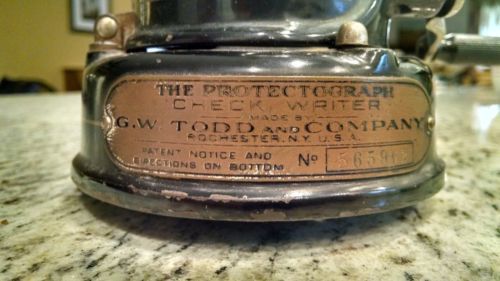 THE PROTECTOGRAPH
CHECK WRITER
MADE BY
G.W. TODD AND COMPANY
ROCHESTER, N.Y. U.S.A.
PATENT NOTICE AND
DIRECTIONS ON BOTTOM
No